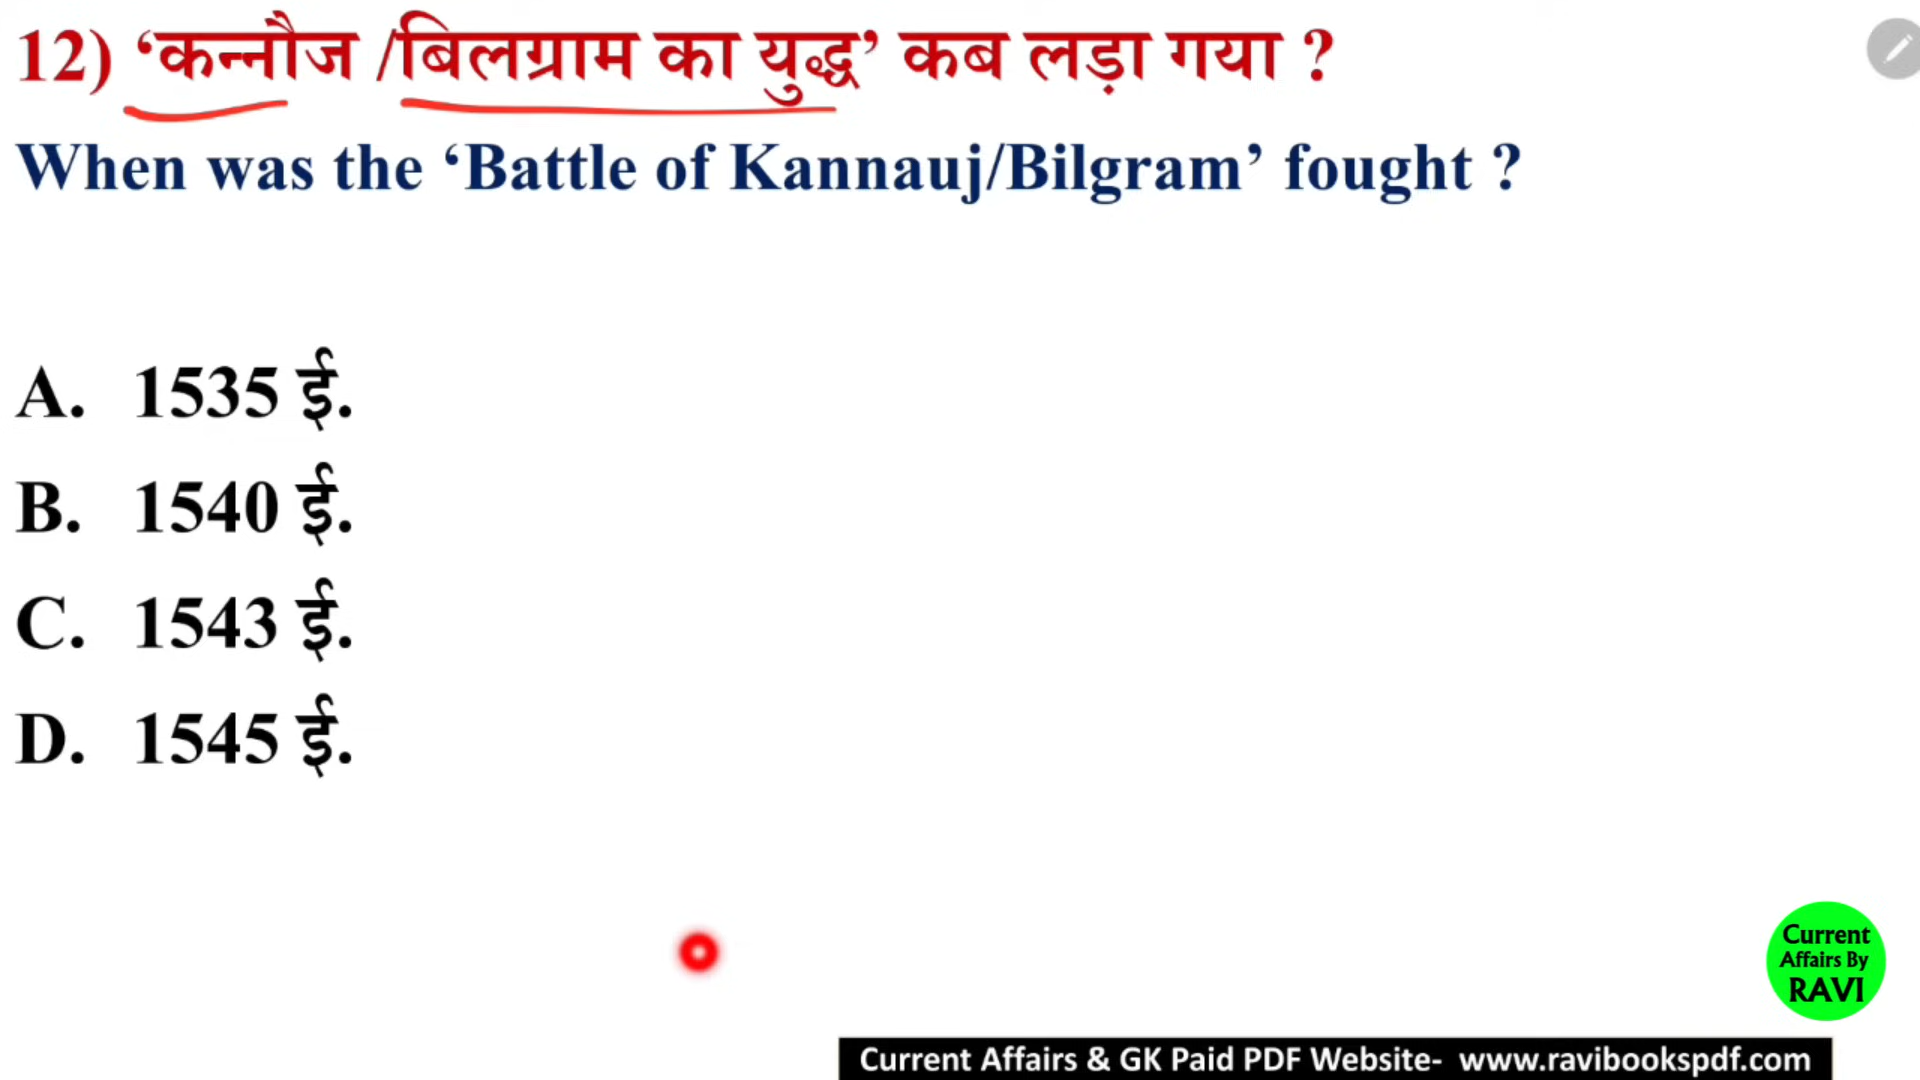 12) ‘कन्नौज /बिलग्राम का युद्ध’ कब लड़ा गया ?
When was the ‘Battle of Kannauj/Bilgram’ fought ?
A. 1535 ई.
B. 1540 ई.
C. 1543 ई.
D. 1545 ई.
Current
Affairs By
RAVI
Current Affairs & GK Paid PDF Website- www.ravibookspdf.com